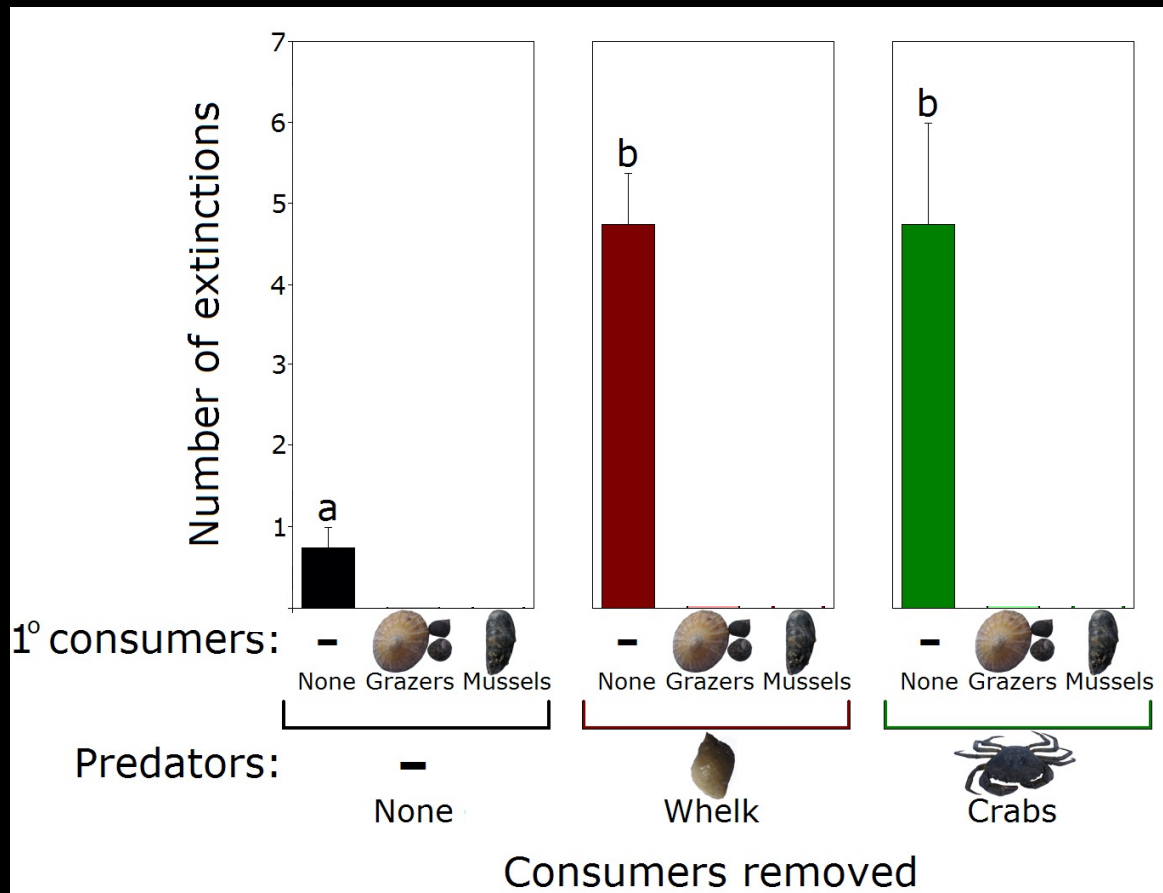 Number of extinctions
7
6
5
4
3
2
1
a
b
b
1º consumers:
- - -
None Grazers Mussels None Grazers Mussels None Grazers Mussels
Predators: -
None Whelk Crabs
Consumers removed